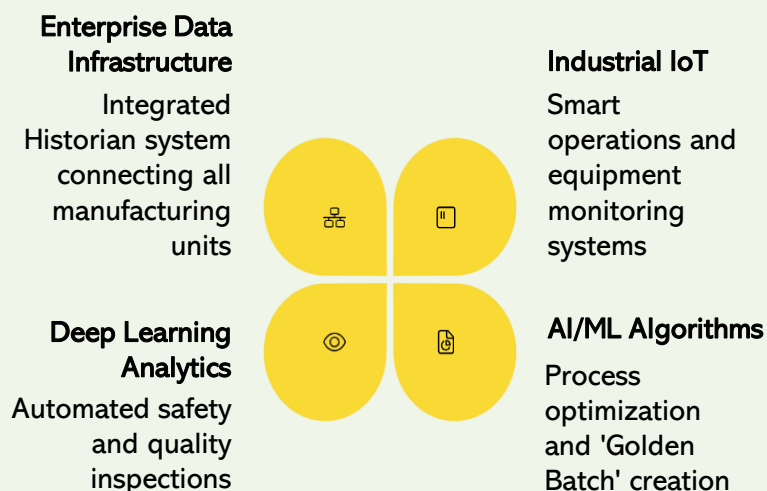 Enterprise Data
Infrastructure
Integrated
Historian system
connecting all
manufacturing
units
Industrial IoT
Smart
operations and
equipment
monitoring
systems
Deep Learning
Analytics
Automated safety
and quality
inspections
AI/ML Algorithms
Process
optimization
and 'Golden
Batch' creation